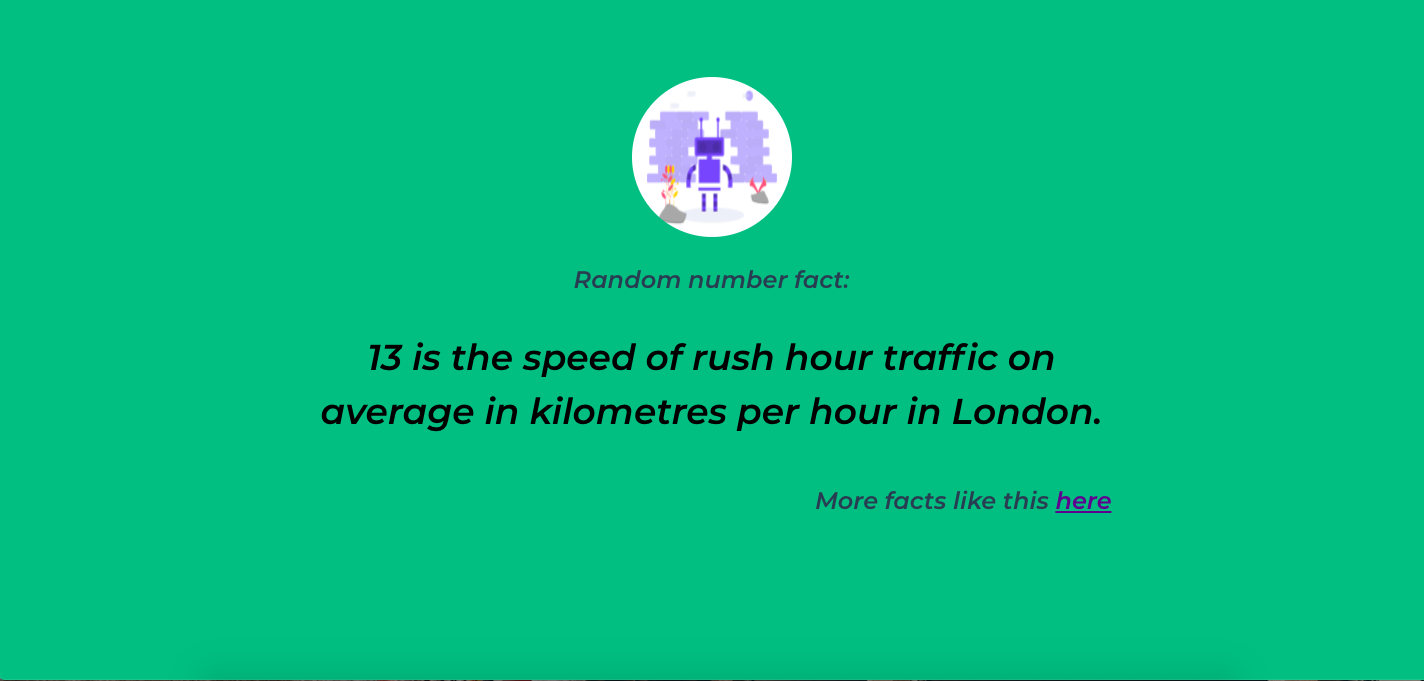 Random number fact:
13 is the speed of rush hour traffic on
average in kilometres per hour in London.
More facts like this here